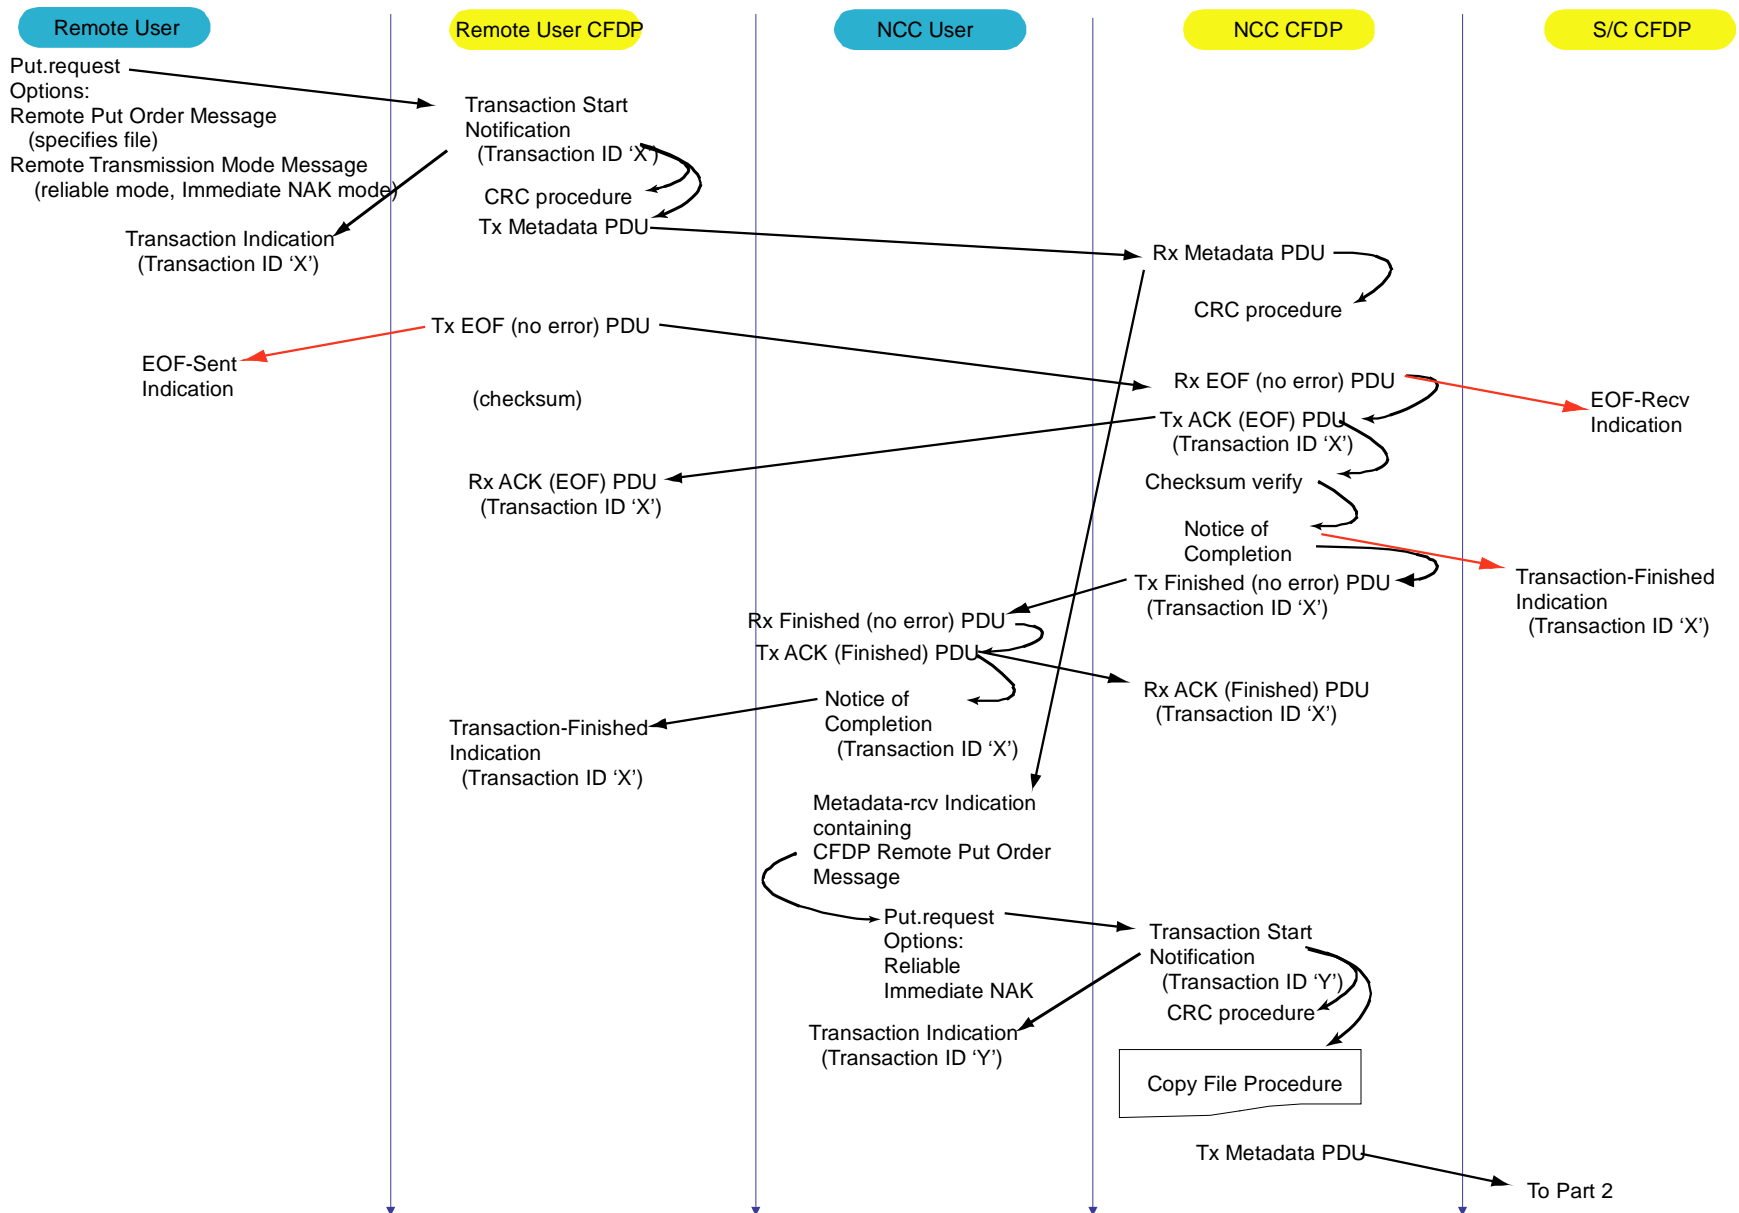 Remote User
Remote User CFDP
NCC User
NCC CFDP
S/C CFDP
Put.request
Options:
Remote Put Order Message
(specifies file)
Remote Transmission Mode Message
(reliable mode, Immediate NAK mode)
Transaction Start
Notification
(Transaction ID ‘X’)
CRC procedure
Tx Metadata PDU
Transaction Indication
(Transaction ID ‘X’)
Rx Metadata PDU
CRC procedure
Tx EOF (no error) PDU
EOF-Sent
Indication
(checksum)
Rx EOF (no error) PDU
EOF-Recv
Indication
Tx ACK (EOF) PDU
(Transaction ID ‘X’)
Rx ACK (EOF) PDU
(Transaction ID ‘X’)
Checksum verify
Notice of
Completion
Tx Finished (no error) PDU
(Transaction ID ‘X’)
Transaction-Finished
Indication
(Transaction ID ‘X’)
Rx Finished (no error) PDU
Tx ACK (Finished) PDU
Rx ACK (Finished) PDU
(Transaction ID ‘X’)
Notice of
Completion
(Transaction ID ‘X’)
Transaction-Finished
Indication
(Transaction ID ‘X’)
Metadata-rcv Indication
containing
CFDP Remote Put Order
Message
Put.request
Options:
Reliable
Immediate NAK
Transaction Start
Notification
(Transaction ID ‘Y’)
CRC procedure
Transaction Indication
(Transaction ID ‘Y’)
Copy File Procedure
Tx Metadata PDU
To Part 2